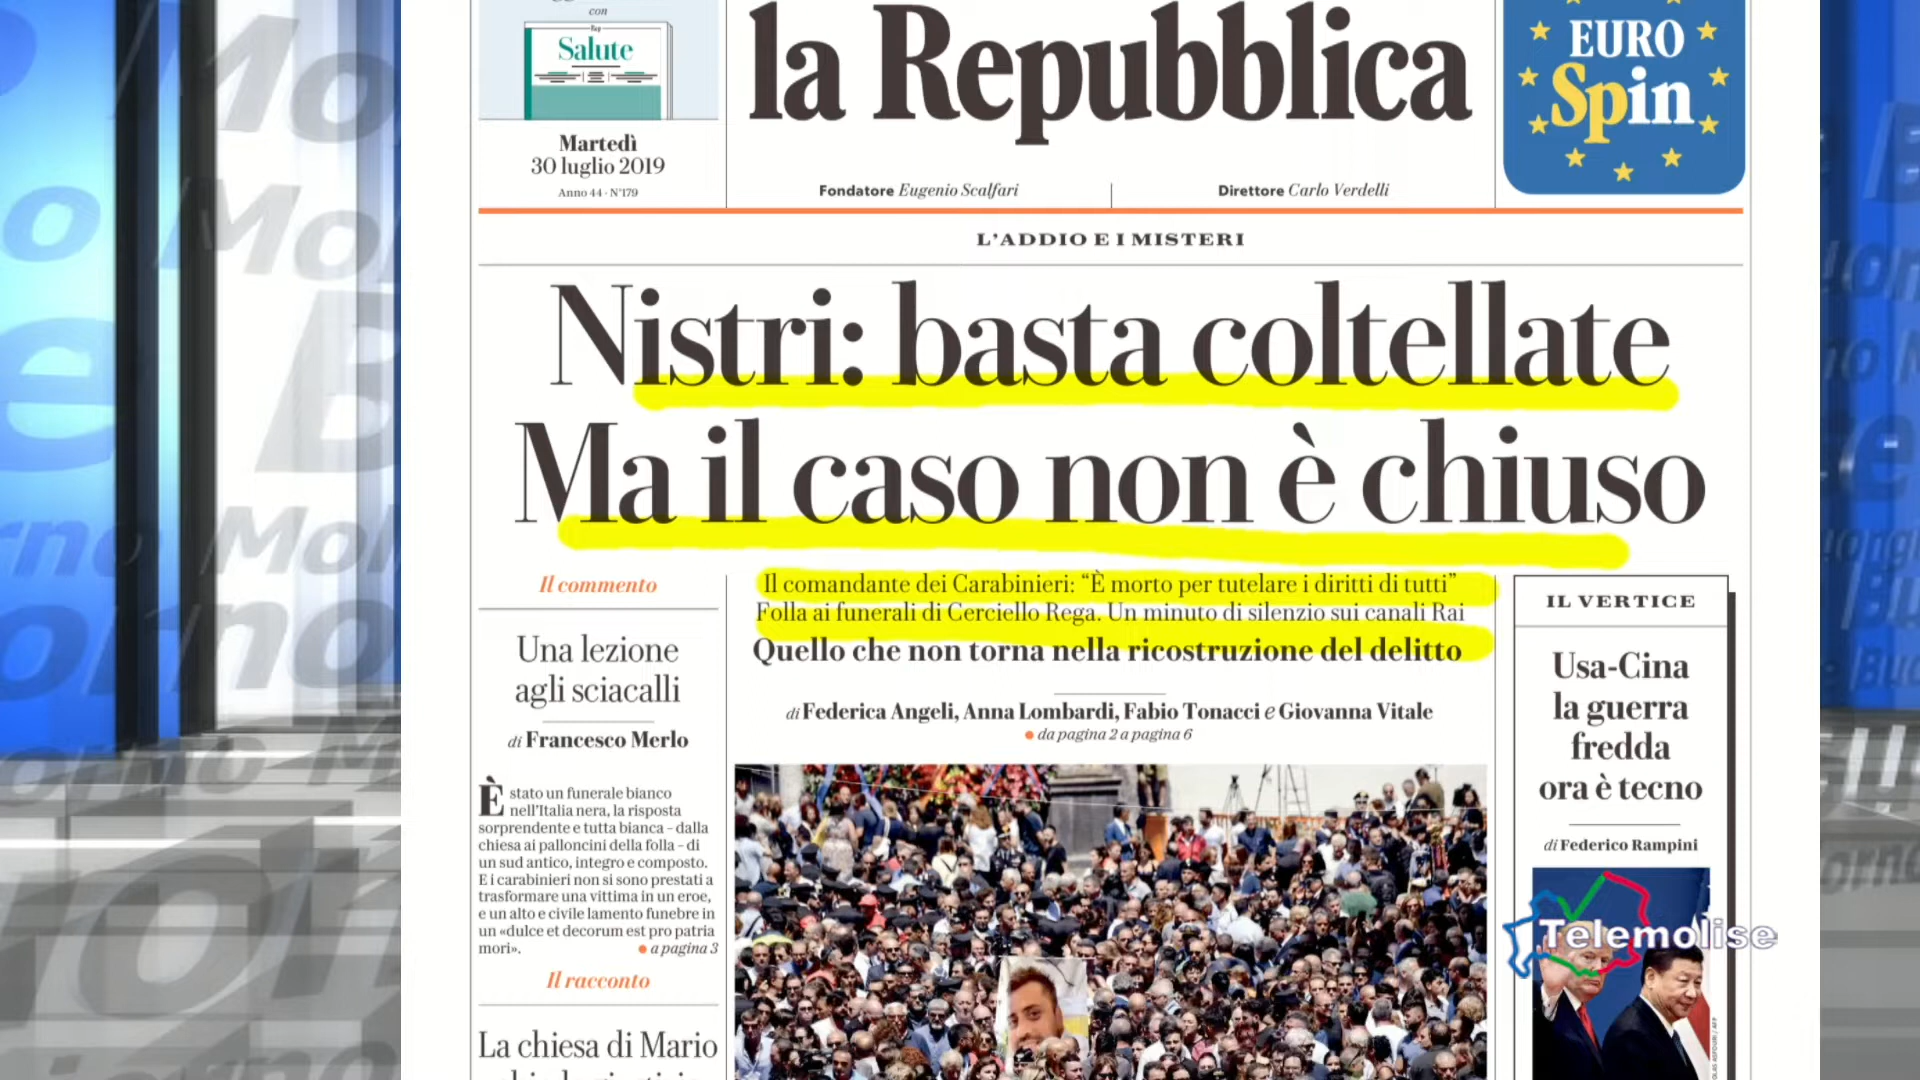 con
Salute
Martedì
30 luglio 2019
Anno 44 - N°179
la Repubblica
Fondatore Eugenio Scalfari
Direttore Carlo Verdelli
EURO
Spin
L'ADDIO E I MISTERI
Nistri: basta coltellate
Ma il caso non è chiuso
Il commento
Una lezione
agli sciacalli
di Francesco Merlo
È stato un funerale bianco
nell'Italia nera, la risposta
sorprendente e tutta bianca – dalla
chiesa ai palloncini della folla – di
un sud antico, integro e composto.
E i carabinieri non si sono prestati a
trasformare una vittima in un eroe,
e un alto e civile lamento funebre in
un «dulce et decorum est pro patria
mori».
a pagina 3
Il racconto
La chiesa di Mario
Il comandante dei Carabinieri: “È morto per tutelare i diritti di tutti”
Folla ai funerali di Cerciello Rega. Un minuto di silenzio sui canali Rai
Quello che non torna nella ricostruzione del delitto
di Federica Angeli, Anna Lombardi, Fabio Tonacci e Giovanna Vitale
da pagina 2 a pagina 6
IL VERTICE
Usa-Cina
la guerra
fredda
ora è tecno
di Federico Rampini
Telemolise